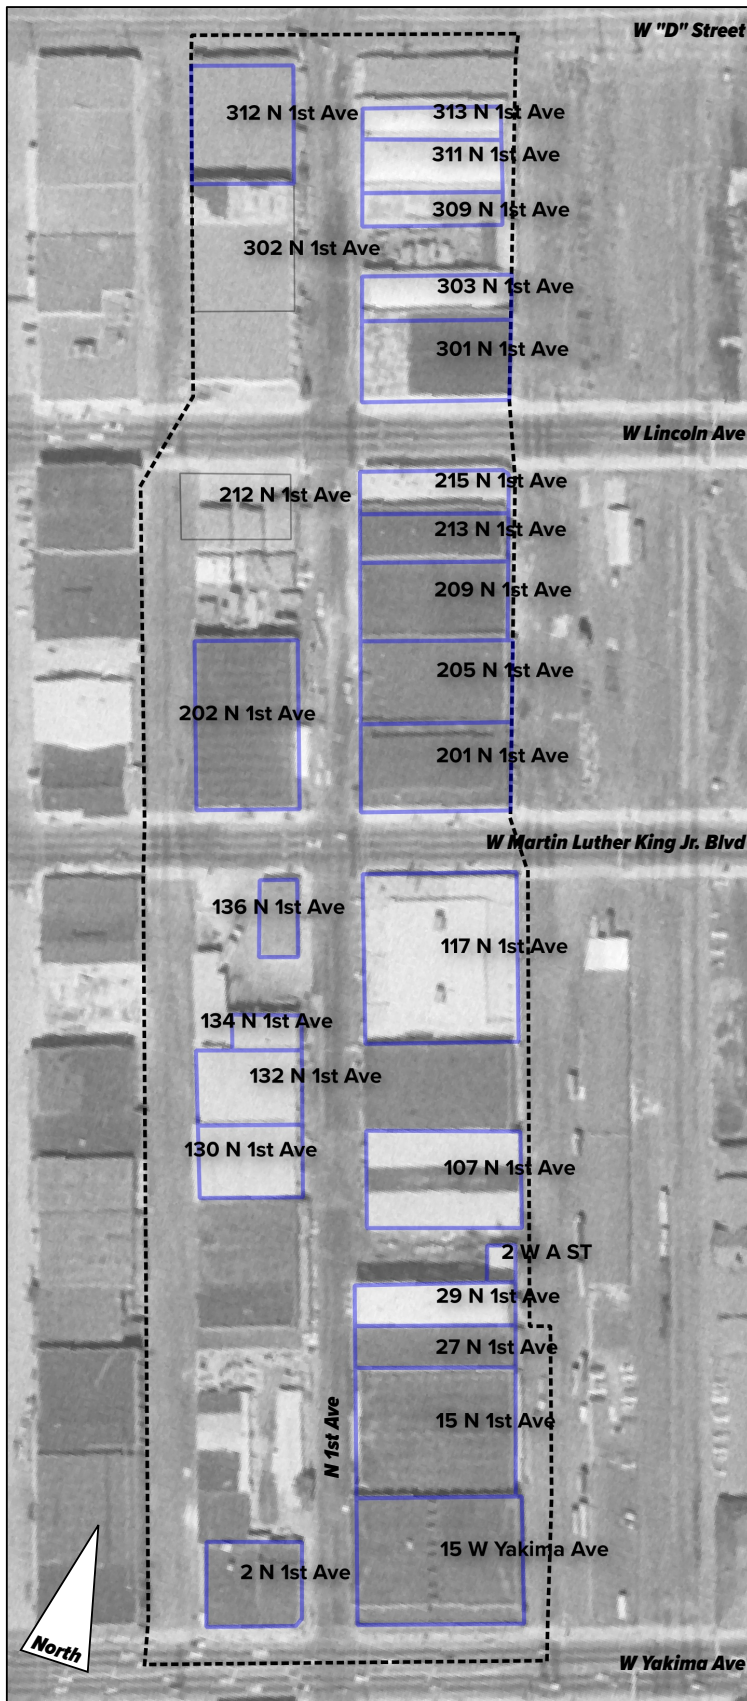 W "D" Street
312 N 1st Ave
313 N 1st Ave
311 N 1st Ave
309 N 1st Ave
302 N 1st Ave
303 N 1st Ave
301 N 1st Ave
W Lincoln Ave
215 N 1st Ave
212 N 1st Ave
213 N 1st Ave
209 N 1st Ave
205 N 1st Ave
202 N 1st Ave
201 N 1st Ave
W Martin Luther King Jr. Blvd
136 N 1st Ave
117 N 1st Ave
134 N 1st Ave
132 N 1st Ave
130 N 1st Ave
107 N 1st Ave
2 W A ST
29 N 1st Ave
27 N 1st Ave
15 N 1st Ave
N 1st Ave
15 W Yakima Ave
2 N 1st Ave
North
W Yakima Ave